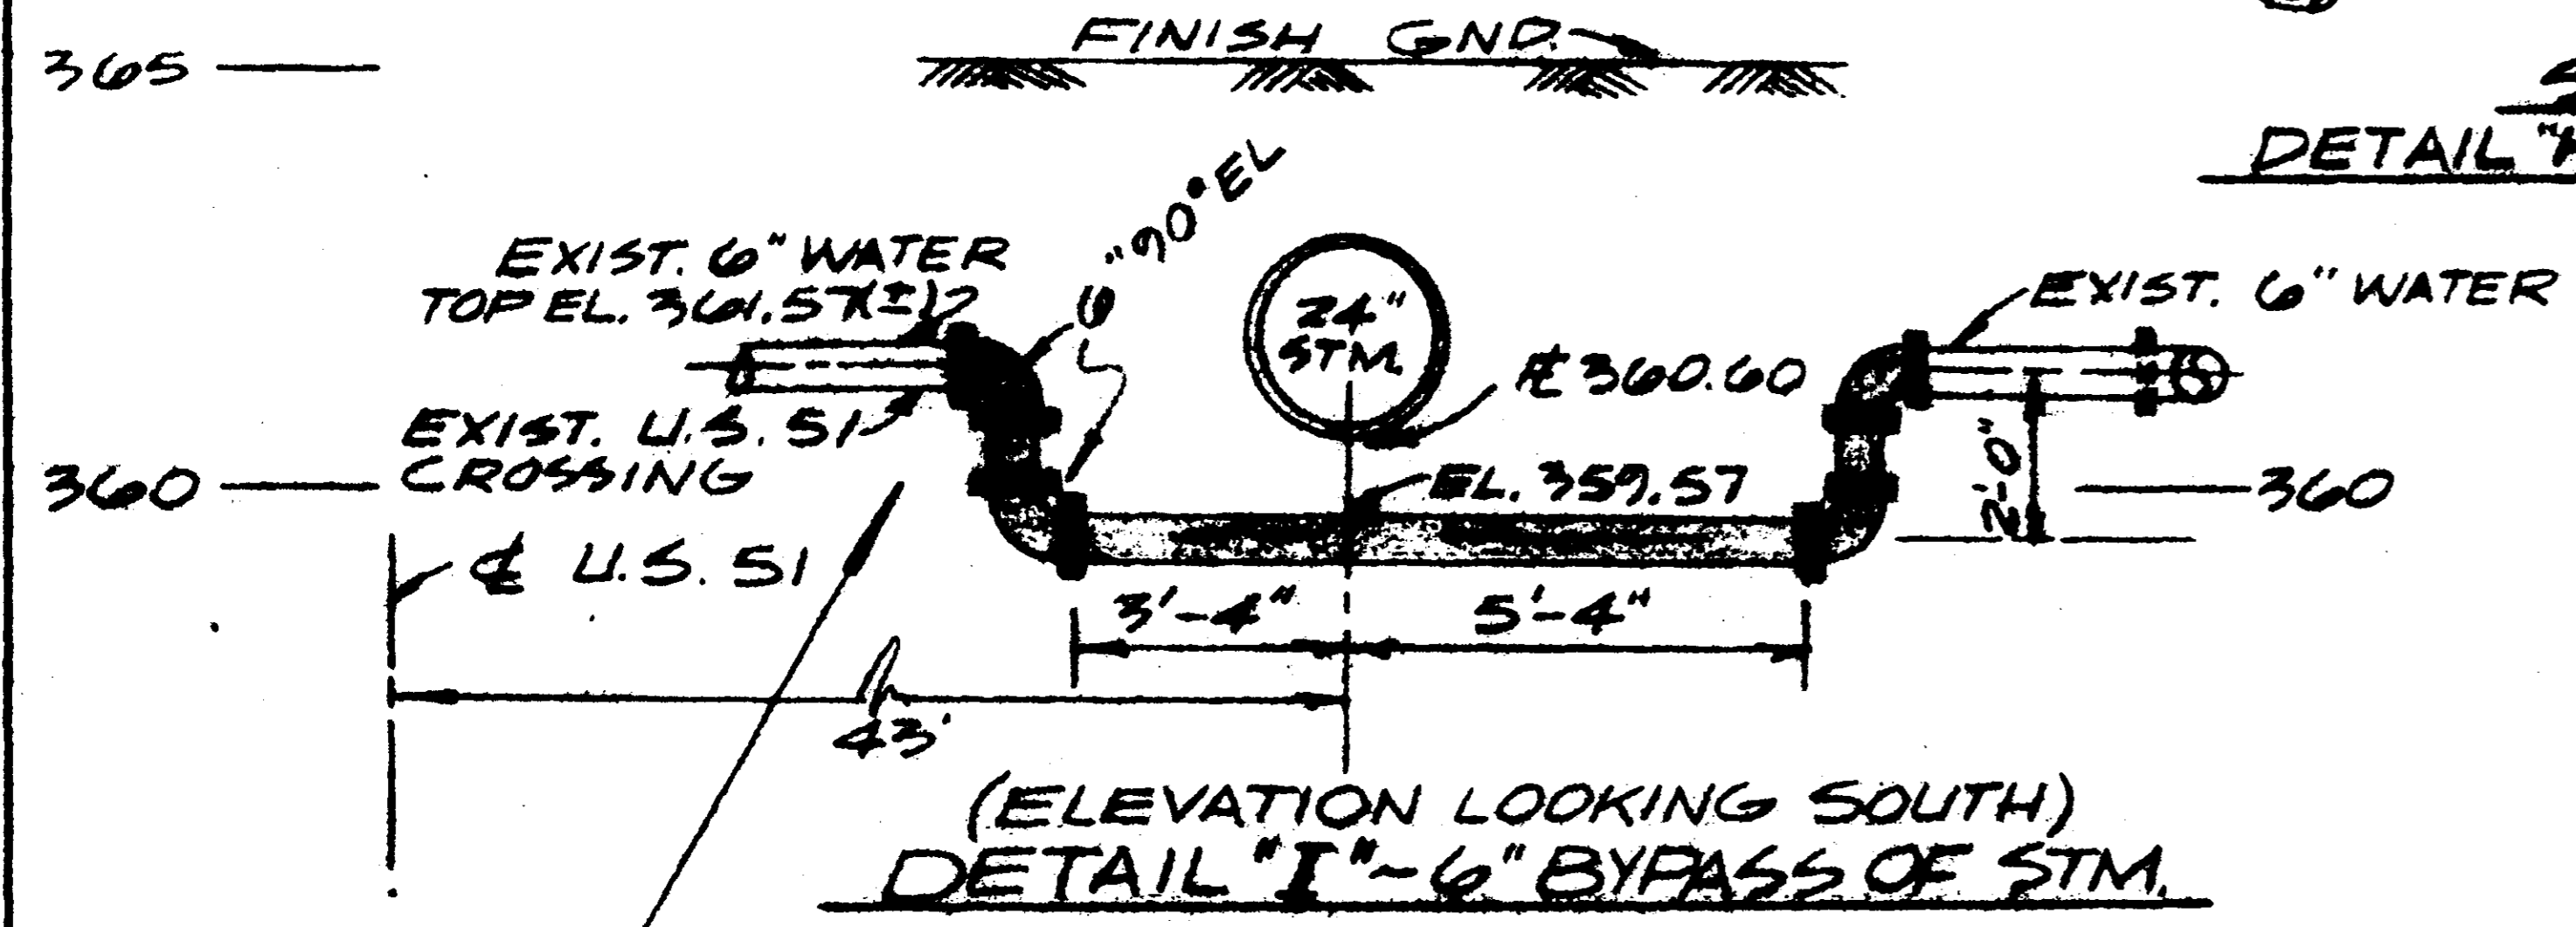 FINISH GND.
365
DETAIL "
6" 90° EL
EXIST. 6" WATER
TOP EL. 361.57(±)
24"
STM.
EXIST. 6" WATER
360.60
EXIST. U.S. 51
CROSSING
2'-0"
360
EL. 359.57
360
℄ U.S. 51
3'-4"
5'-4"
43'
(ELEVATION LOOKING SOUTH)
DETAIL "I" ~ 6" BYPASS OF STM.